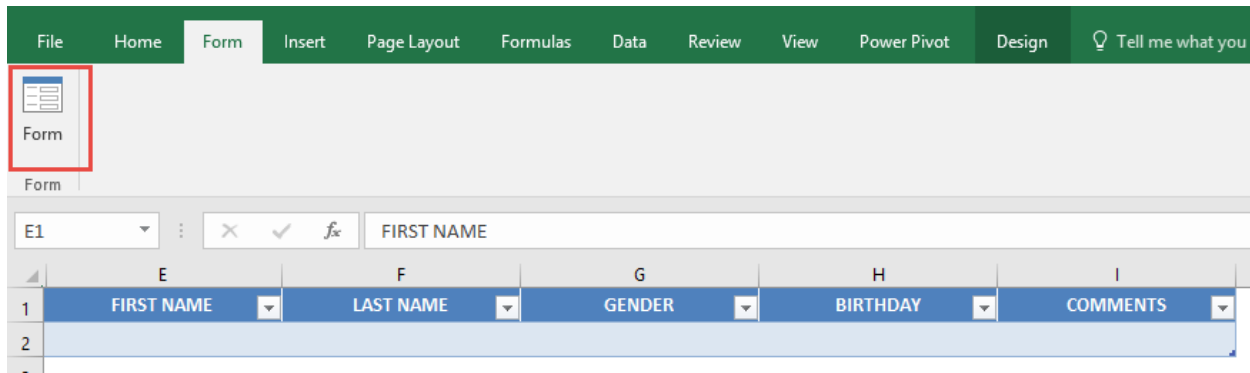 File Home Form Insert Page Layout Formulas Data Review View Power Pivot Design Tell me what you
Form
Form
E1 fx FIRST NAME
E F G H I
1 FIRST NAME LAST NAME GENDER BIRTHDAY COMMENTS
2